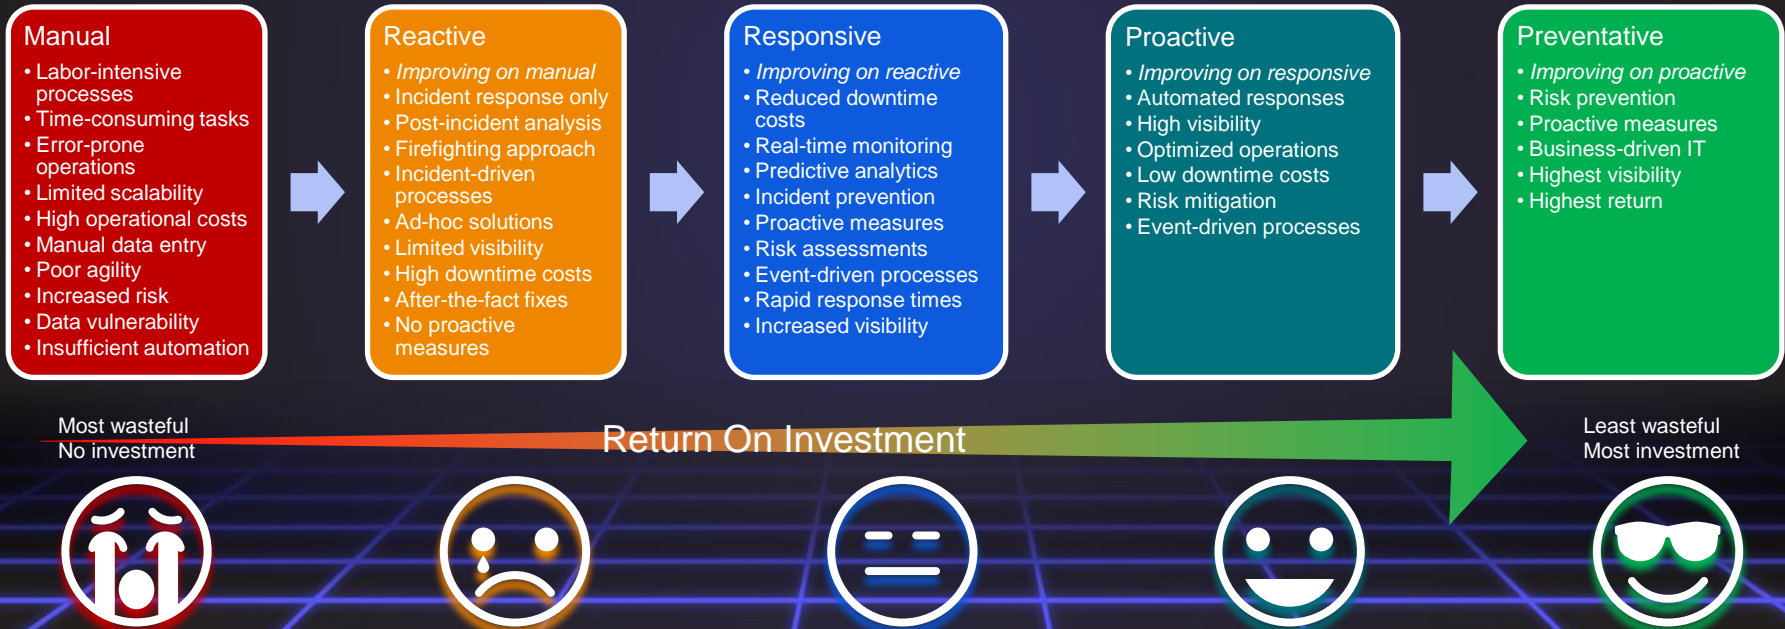 Manual
• Labor-intensive
processes
• Time-consuming tasks
• Error-prone
operations
• Limited scalability
• High operational costs
• Manual data entry
• Poor agility
• Increased risk
• Data vulnerability
• Insufficient automation
Reactive
• Improving on manual
• Incident response only
• Post-incident analysis
• Firefighting approach
• Incident-driven
processes
• Ad-hoc solutions
• Limited visibility
• High downtime costs
• After-the-fact fixes
• No proactive
measures
Responsive
• Improving on reactive
• Reduced downtime
costs
• Real-time monitoring
• Predictive analytics
• Incident prevention
• Proactive measures
• Risk assessments
• Event-driven processes
• Rapid response times
• Increased visibility
Proactive
• Improving on responsive
• Automated responses
• High visibility
• Optimized operations
• Low downtime costs
• Risk mitigation
• Event-driven processes
Preventative
• Improving on proactive
• Risk prevention
• Proactive measures
• Business-driven IT
• Highest visibility
• Highest return
Most wasteful
No investment
Return On Investment
Least wasteful
Most investment